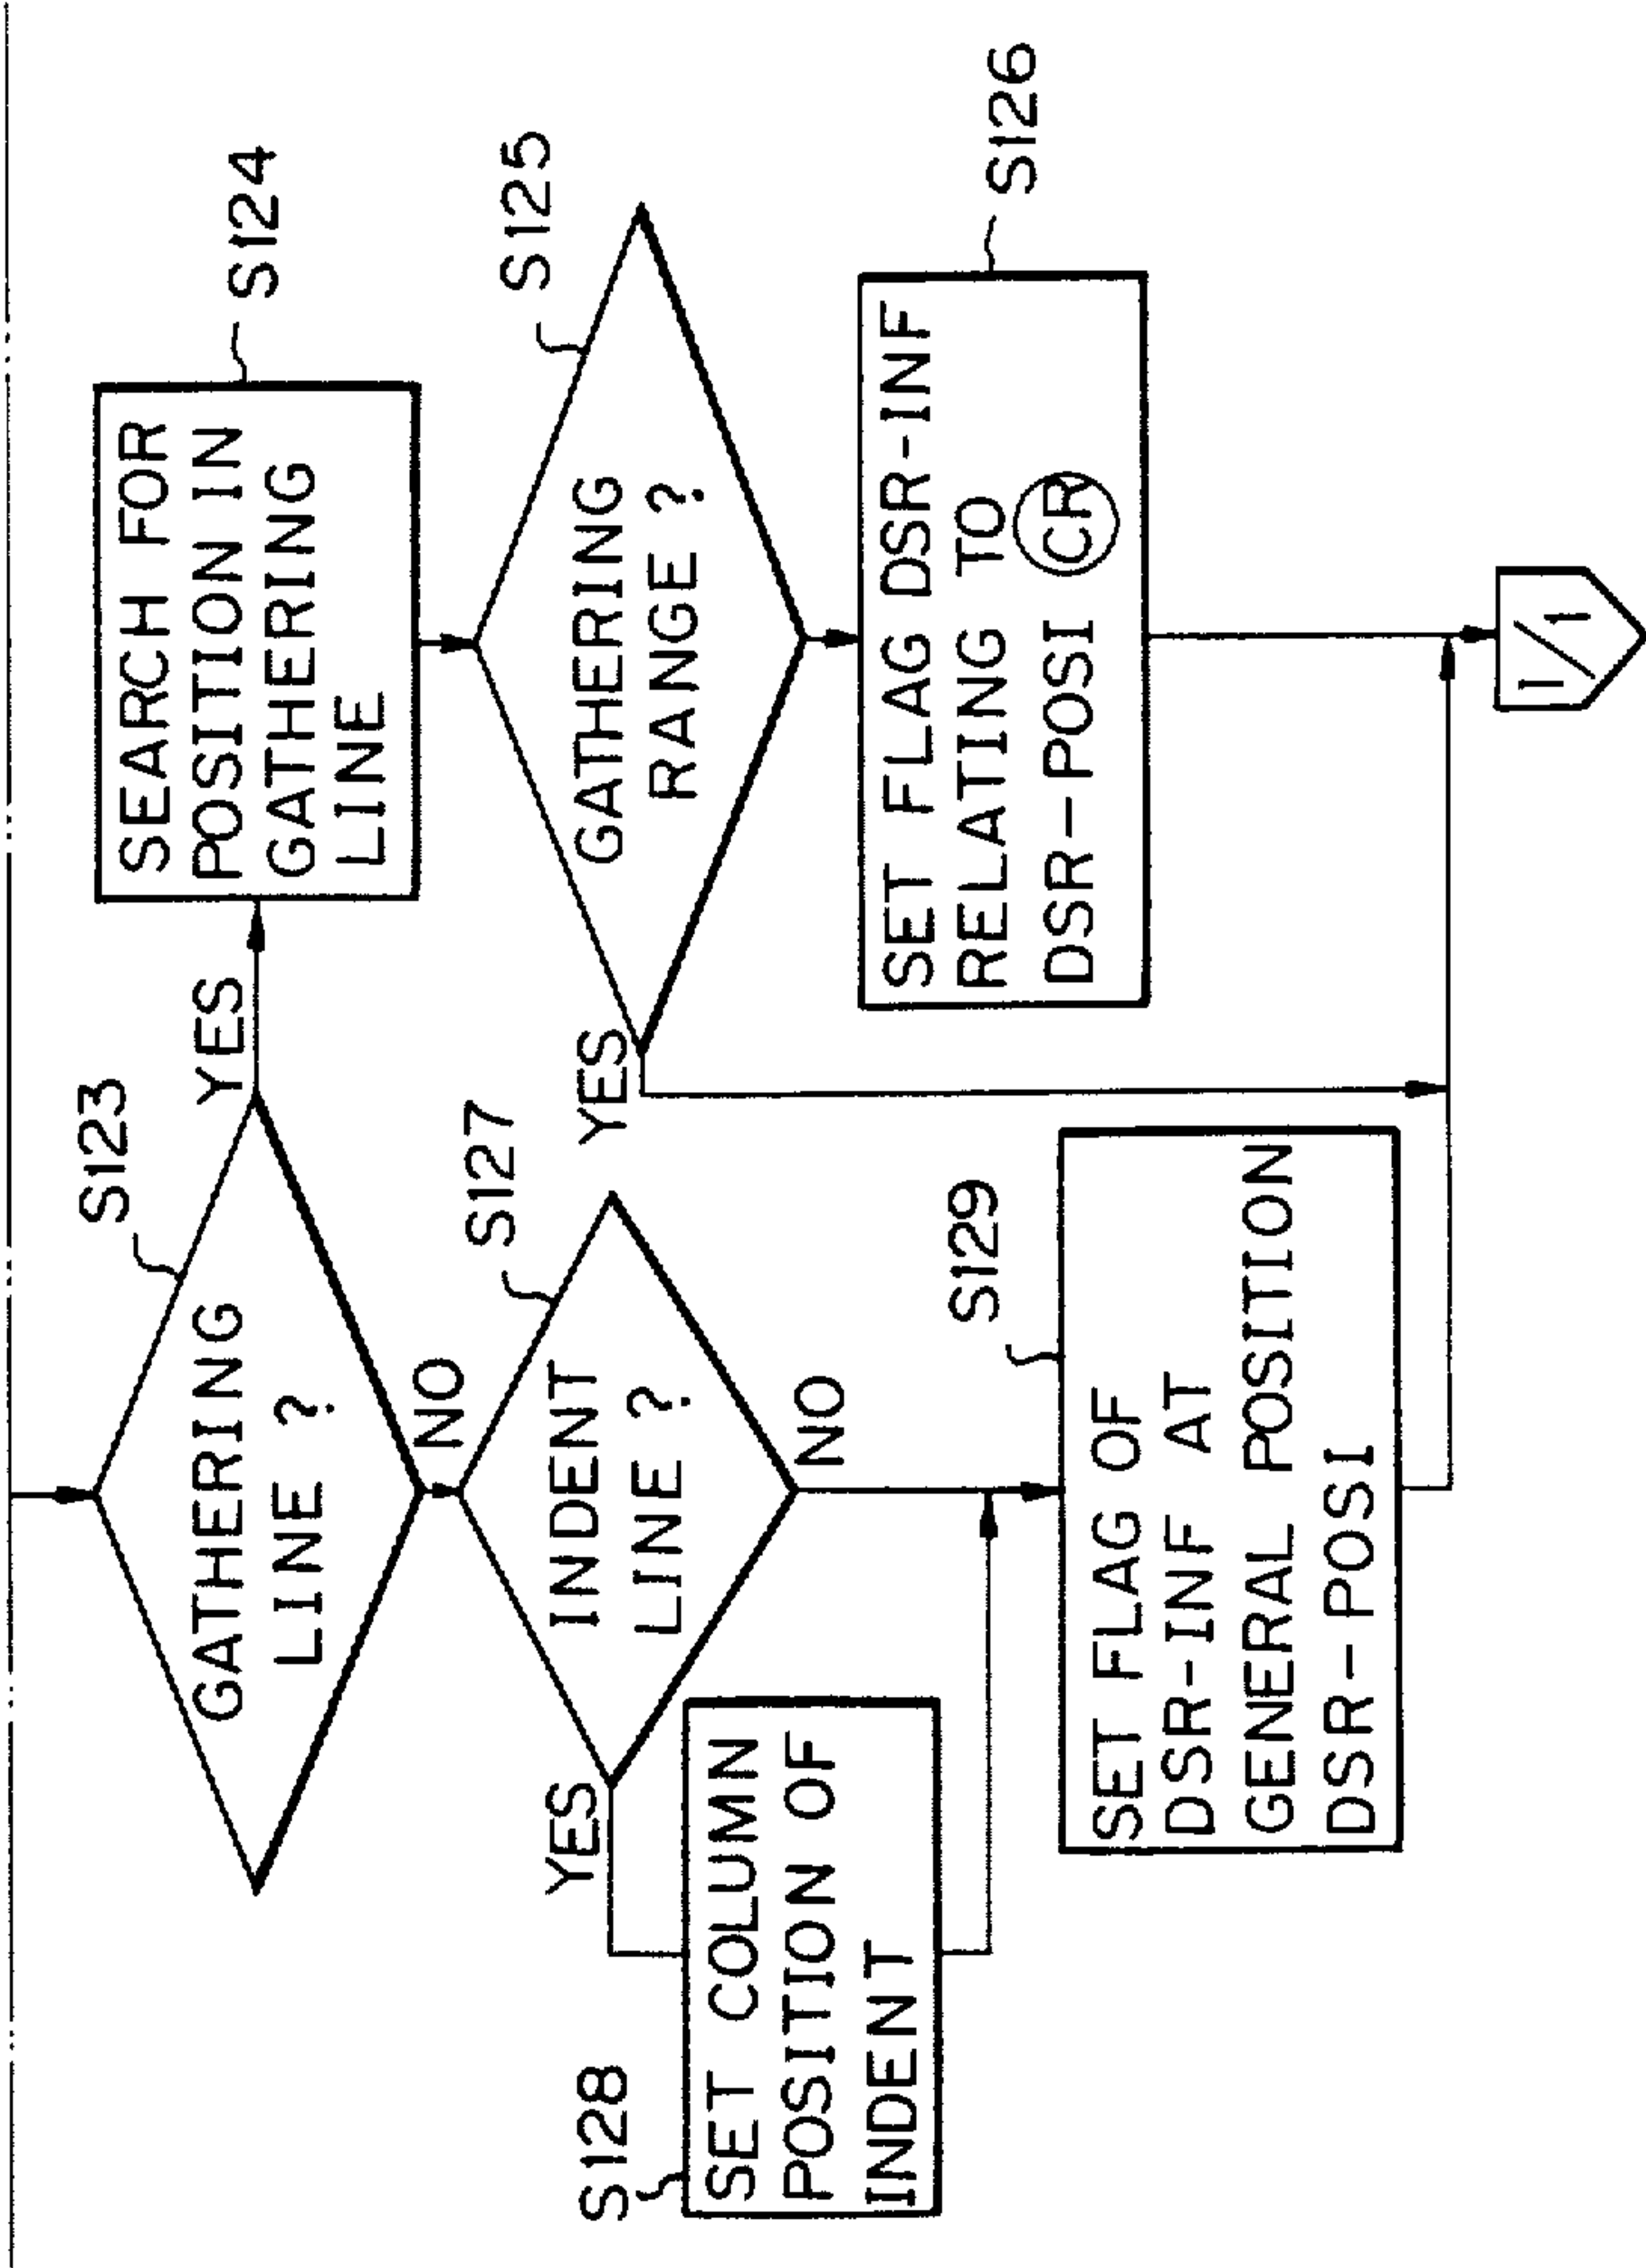 S123
GATHERING
LINE ?
YES
NO
S124
SEARCH FOR
POSITION IN
GATHERING
LINE
S125
GATHERING
RANGE ?
YES
S126
SET FLAG DSR-INF
RELATING TO
DSR-POSI CR
S127
INDENT
LINE ?
YES
NO
S128
SET COLUMN
POSITION OF
INDENT
S129
SET FLAG OF
DSR-INF AT
GENERAL POSITION
DSR-POSI
1/1